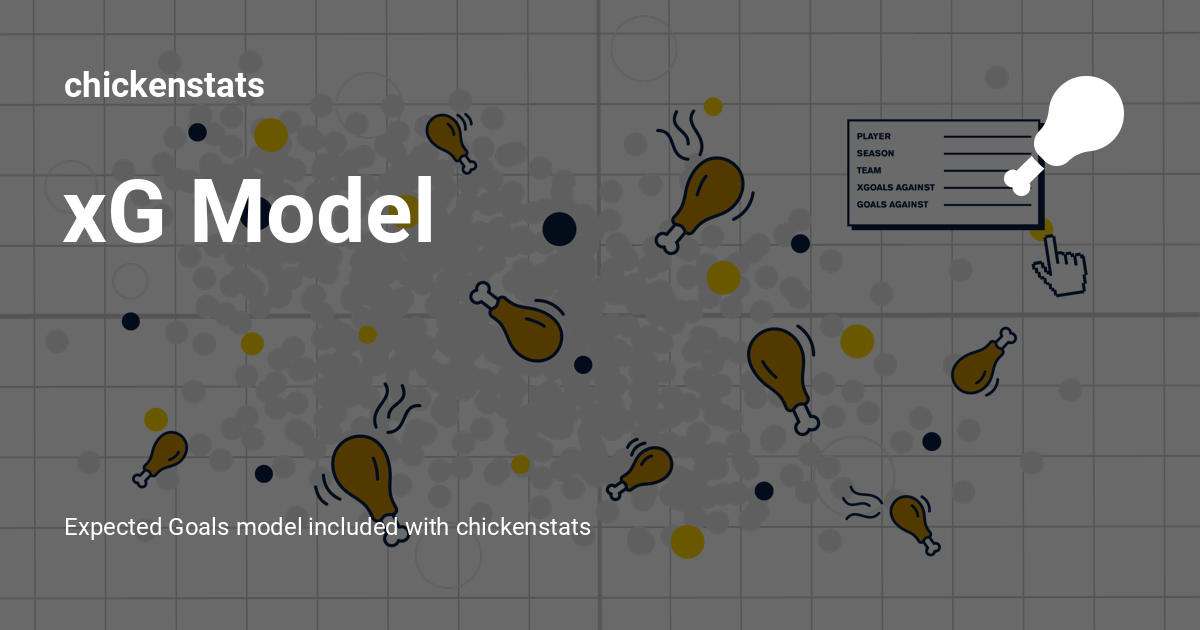 chickenstats
xG Model
PLAYER
SEASON
TEAM
XGOALS AGAINST
GOALS AGAINST
Expected Goals model included with chickenstats